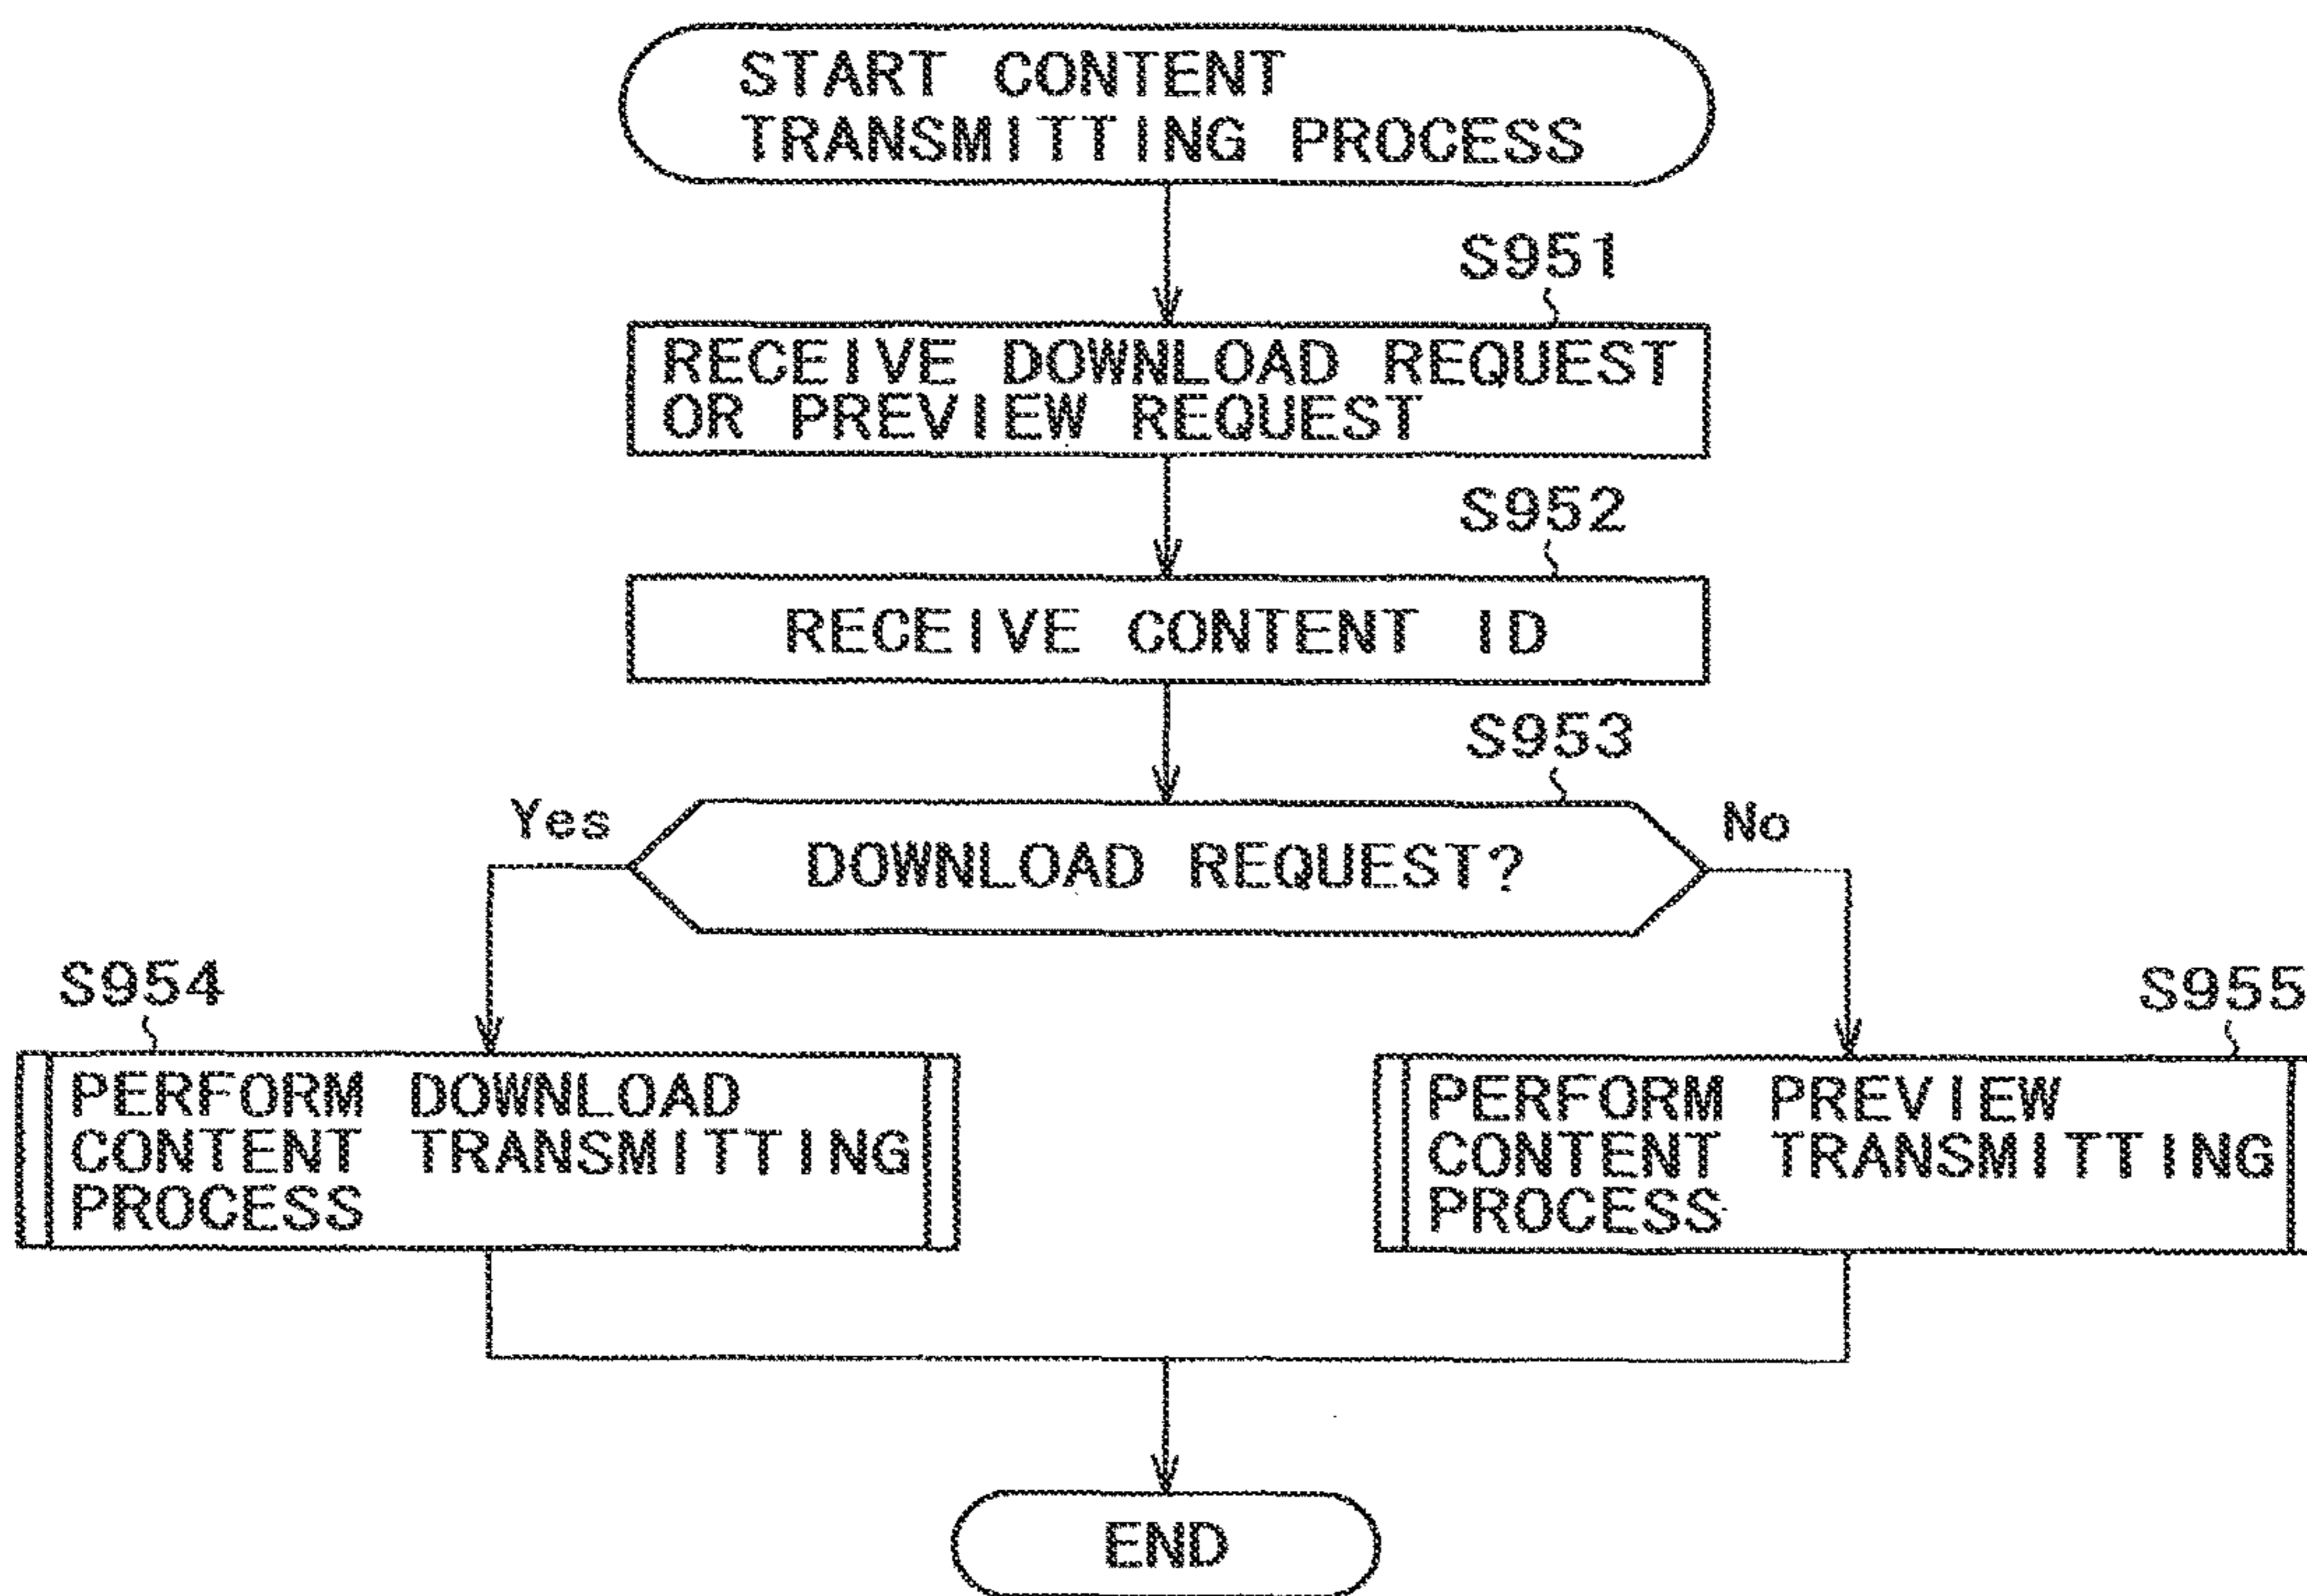 START CONTENT
TRANSMITTING PROCESS
S951
RECEIVE DOWNLOAD REQUEST
OR PREVIEW REQUEST
S952
RECEIVE CONTENT ID
S953
Yes
DOWNLOAD REQUEST?
No
S954
PERFORM DOWNLOAD
CONTENT TRANSMITTING
PROCESS
S955
PERFORM PREVIEW
CONTENT TRANSMITTING
PROCESS
END